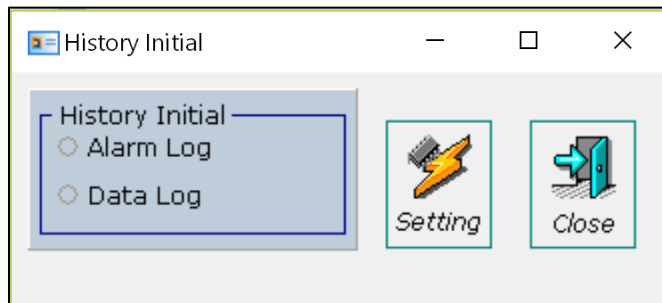 History Initial
History Initial
Alarm Log
Data Log
Setting
Close